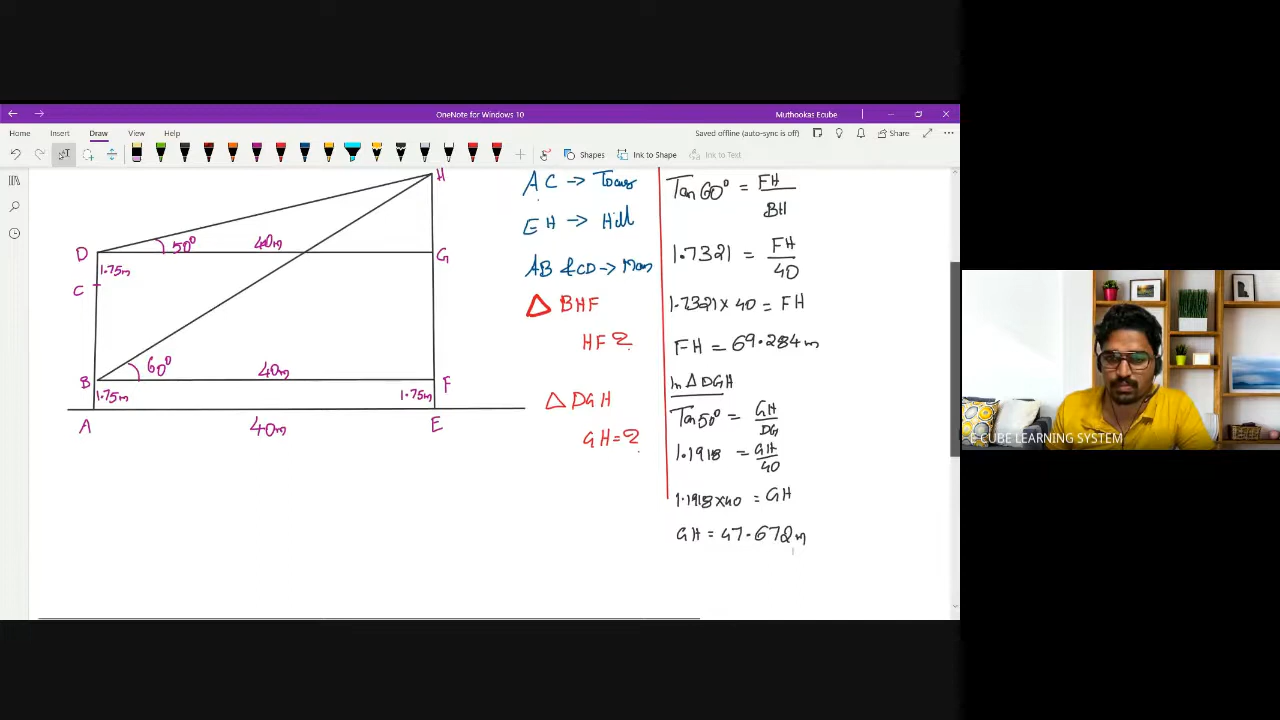 OneNote for Windows 10
Muthookas Ecube
Home Insert Draw View Help
Saved offline (auto-sync is off)
Share
Shapes
Ink to Shape
Ink to Text
H
D
50°
40m
G
1.75m
C
60°
B
40m
F
1.75m
1.75m
A
40m
E
AC → Tower
EH → Hill
AB & CD → Man
△ BHF
HF ?
△ DGH
GH = ?
Tan 60° = FH
BH
1.7321 = FH
40
1.7321 × 40 = FH
FH = 69.284m
In △ DGH
Tan 50° = GH
DG
1.1918 = GH
40
1.1918 × 40 = GH
GH = 47.672m
E CUBE LEARNING SYSTEM